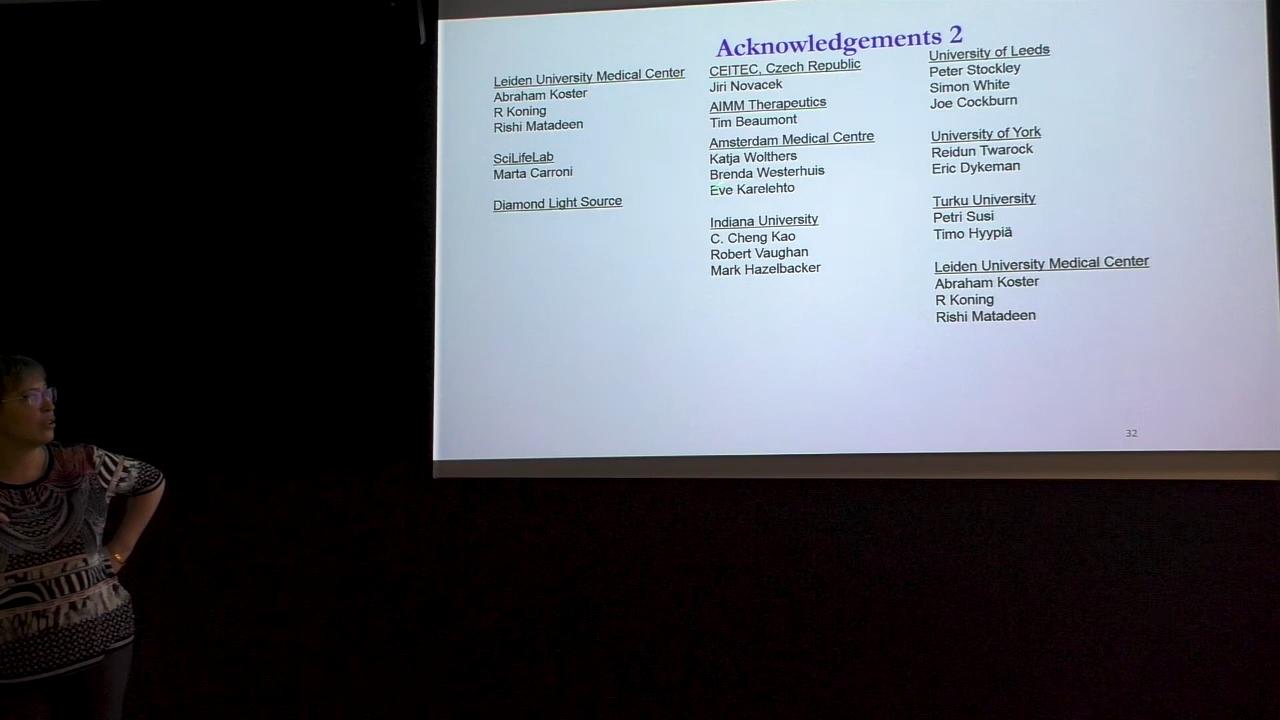 Acknowledgements 2
Leiden University Medical Center
Abraham Koster
R Koning
Rishi Matadeen
SciLifeLab
Marta Carroni
Diamond Light Source
CEITEC, Czech Republic
Jiri Novacek
AIMM Therapeutics
Tim Beaumont
Amsterdam Medical Centre
Katja Wolthers
Brenda Westerhuis
Eve Karelehto
Indiana University
C. Cheng Kao
Robert Vaughan
Mark Hazelbacker
University of Leeds
Peter Stockley
Simon White
Joe Cockburn
University of York
Reidun Twarock
Eric Dykeman
Turku University
Petri Susi
Timo Hyypiä
Leiden University Medical Center
Abraham Koster
R Koning
Rishi Matadeen
32